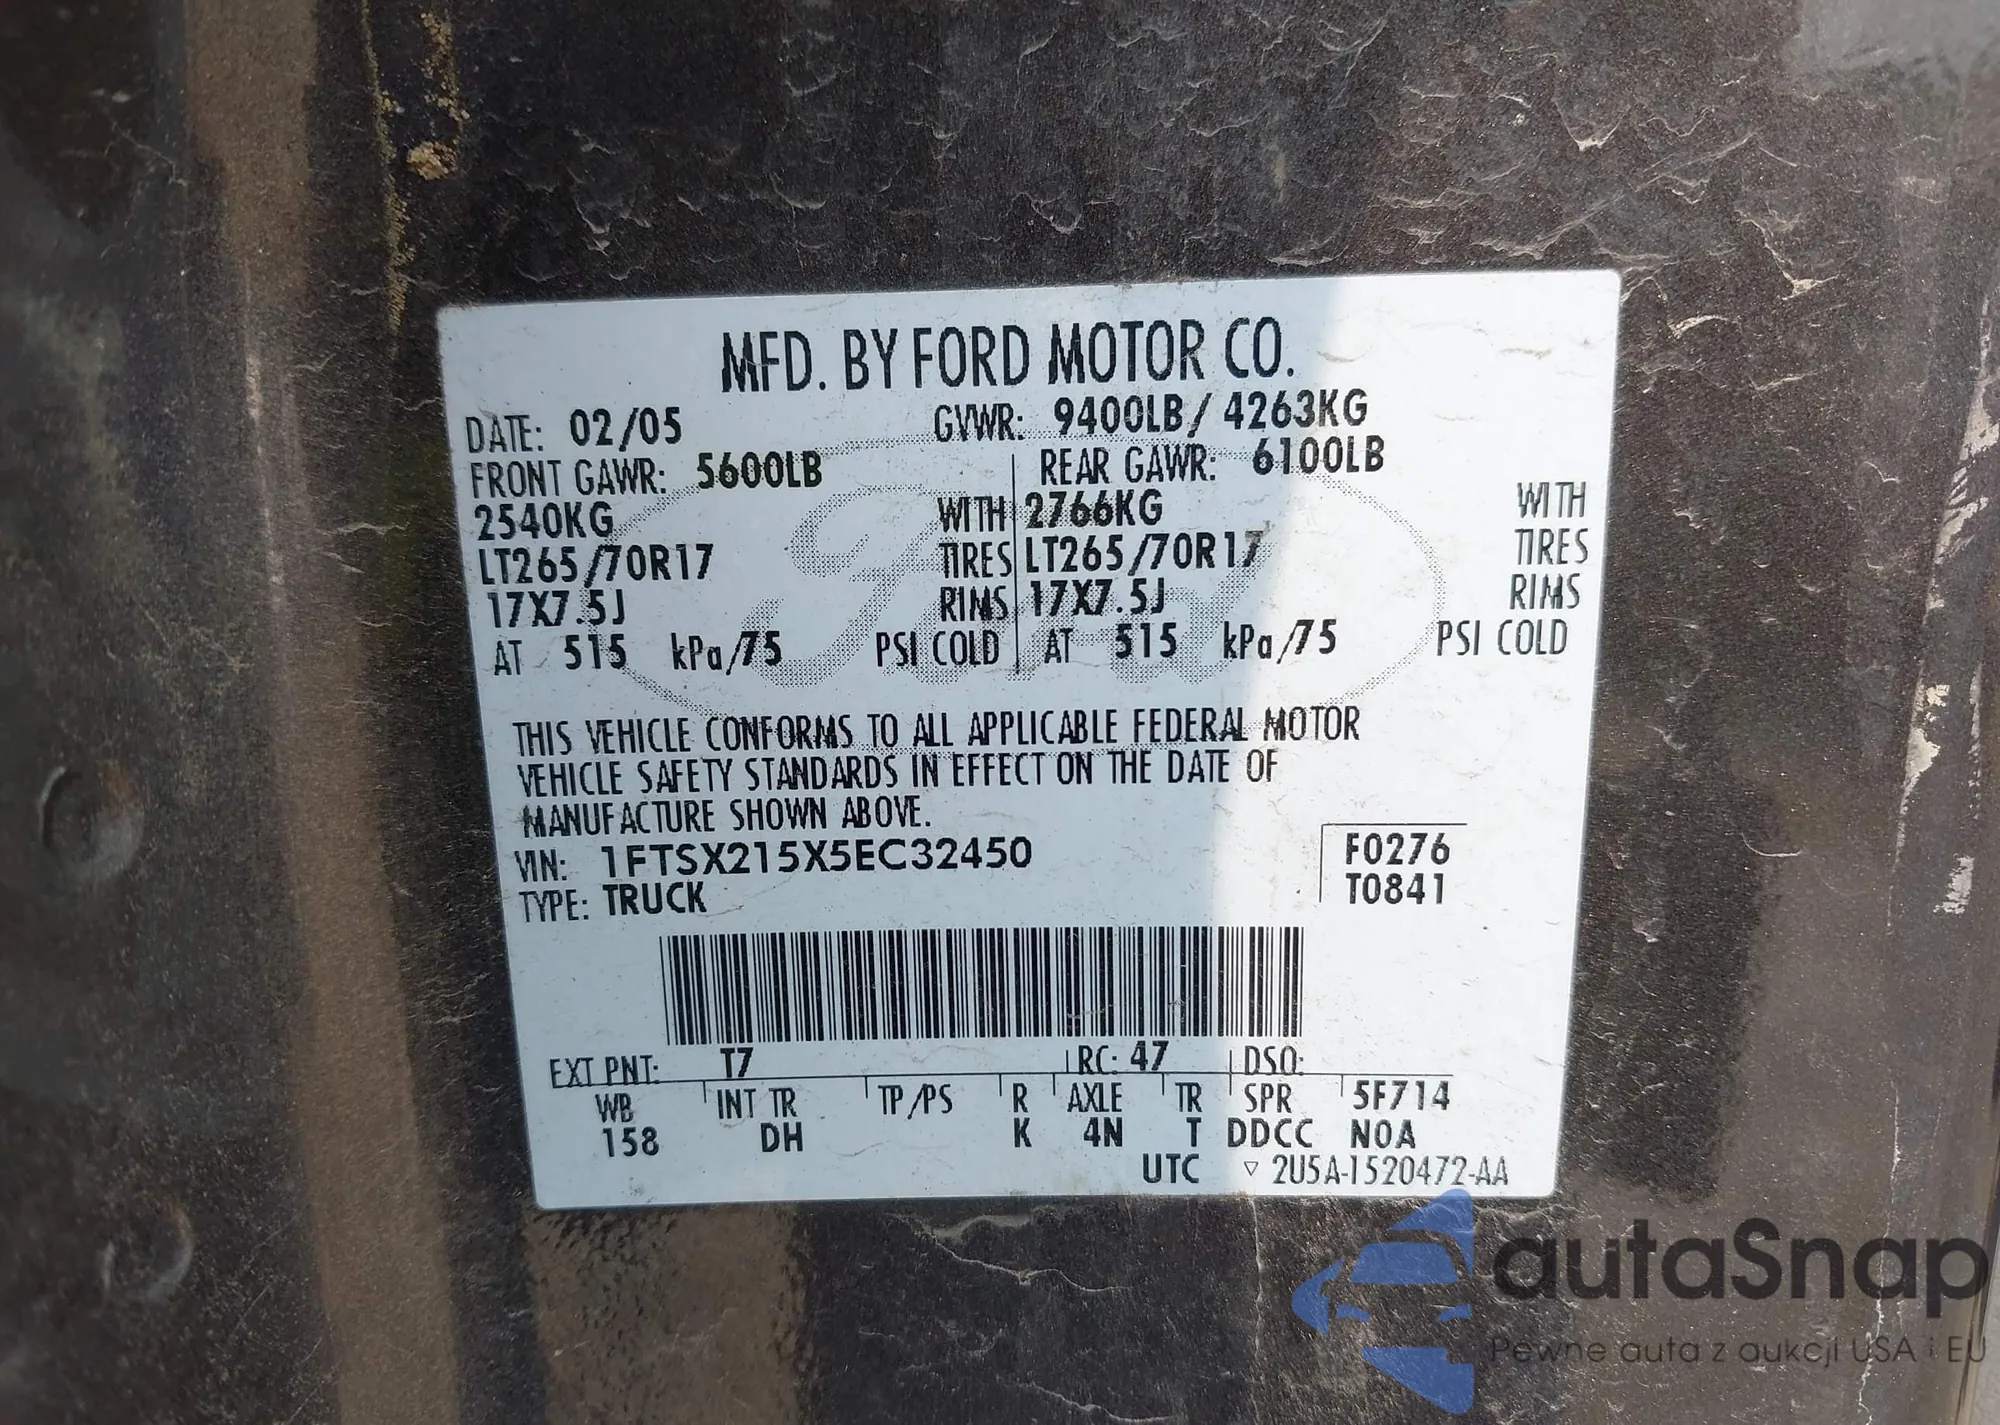 MFD. BY FORD MOTOR CO.
DATE: 02/05 GVWR: 9400LB/ 4263KG
FRONT GAWR: 5600LB REAR GAWR: 6100LB
2540KG WITH 2766KG WITH
LT265/70R17 TIRES LT265/70R17 TIRES
17X7.5J RIMS 17X7.5J RIMS
AT 515 kPa/75 PSI COLD AT 515 kPa/75 PSI COLD
Ford
THIS VEHICLE CONFORMS TO ALL APPLICABLE FEDERAL MOTOR
VEHICLE SAFETY STANDARDS IN EFFECT ON THE DATE OF
MANUFACTURE SHOWN ABOVE.
VIN: 1FTSX215X5EC32450 F0276
TYPE: TRUCK T0841
EXT PNT: T7 RC: 47 DSO:
WB INT TR TP/PS R AXLE TR SPR 5F714
158 DH K 4N T DDCC N0A
UTC ▽ 2U5A-1520472-AA
autaSnap
Pewne auta z aukcji USA i EU